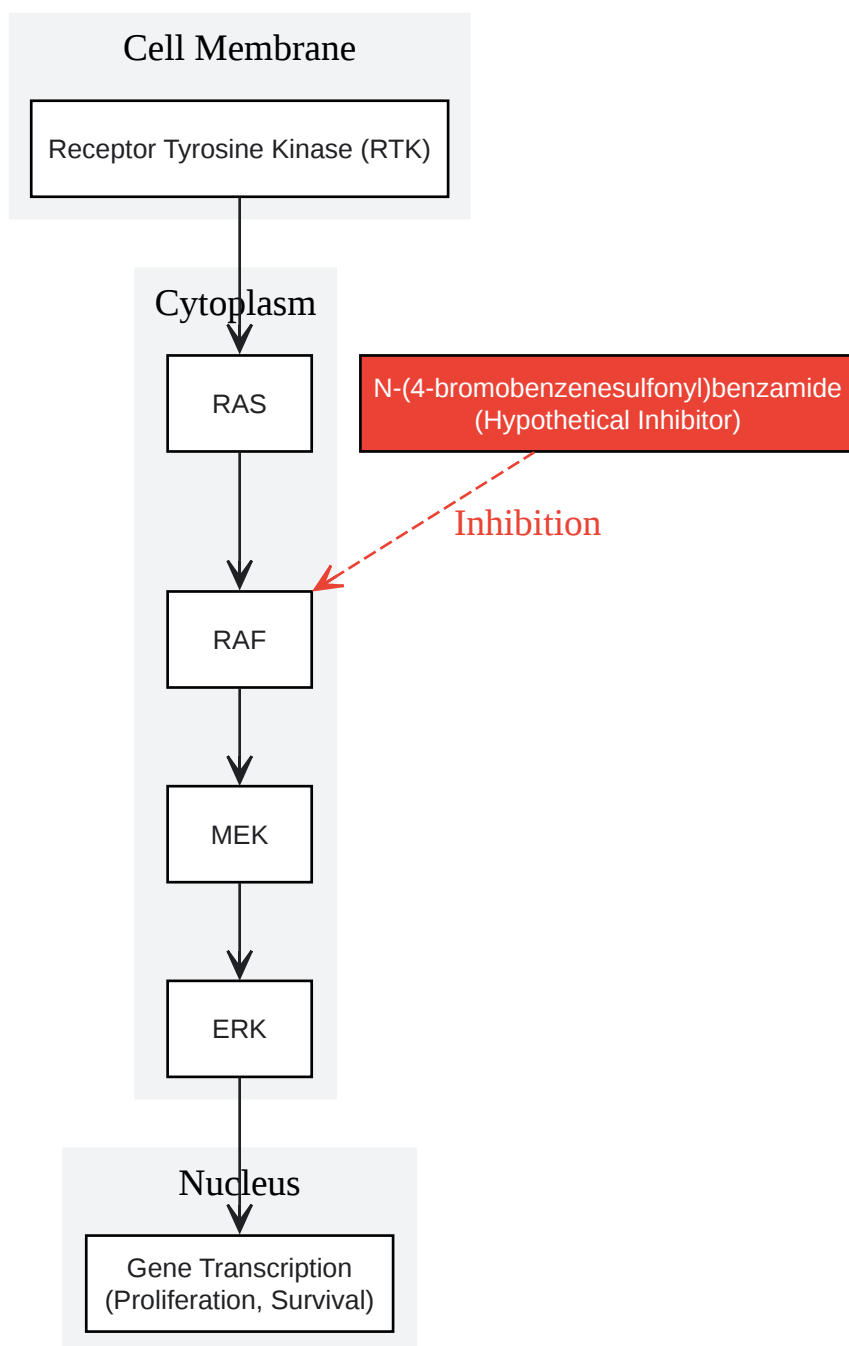 Cell Membrane
Receptor Tyrosine Kinase (RTK)
Cytoplasm
RAS
N-(4-bromobenzenesulfonyl)benzamide
(Hypothetical Inhibitor)
Inhibition
RAF
MEK
ERK
Nucleus
Gene Transcription
(Proliferation, Survival)